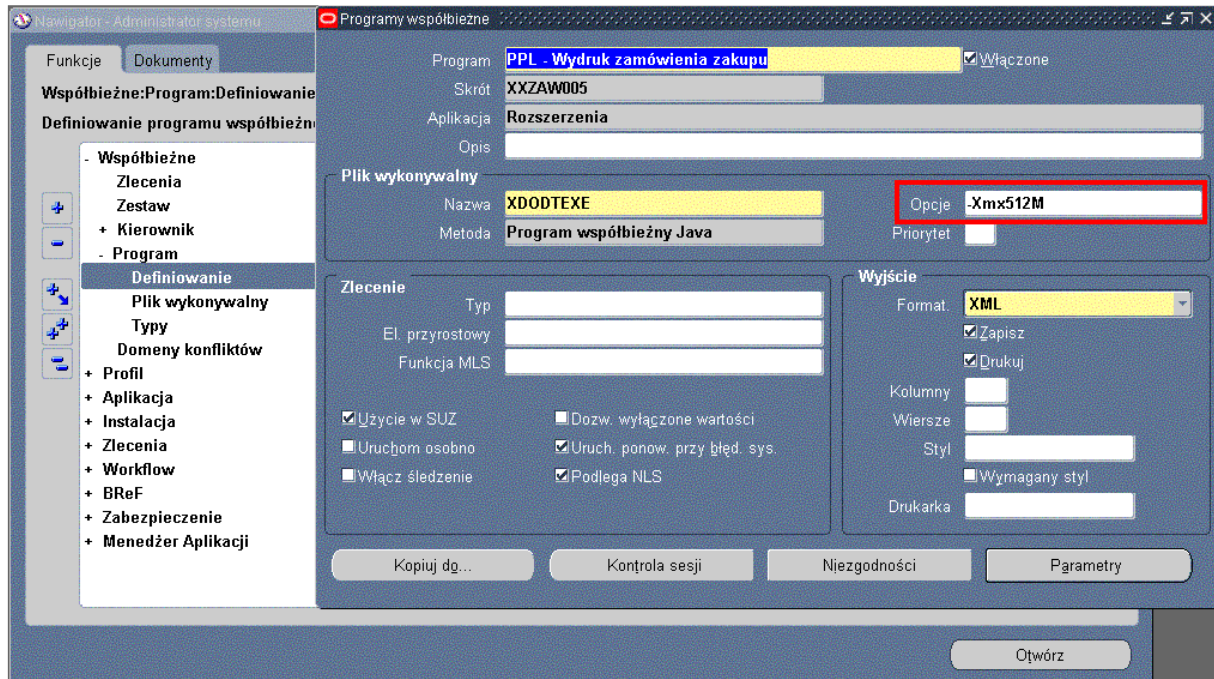 Nawigator - Administrator systemu
Funkcje
Dokumenty
Współbieżne:Program:Definiowanie
Definiowanie programu współbieżn
- Współbieżne
Zlecenia
Zestaw
+ Kierownik
- Program
Definiowanie
Plik wykonywalny
Typy
Domeny konfliktów
+ Profil
+ Aplikacja
+ Instalacja
+ Zlecenia
+ Workflow
+ BReF
+ Zabezpieczenie
+ Menedżer Aplikacji
Otwórz
Programy współbieżne
Program PPL - Wydruk zamówienia zakupu Włączone
Skrót XXZAW005
Aplikacja Rozszerzenia
Opis
Plik wykonywalny
Nazwa XDODTEXE Opcje -Xmx512M
Metoda Program współbieżny Java Priorytet
Zlecenie
Typ
El. przyrostowy
Funkcja MLS
Użycie w SUZ Dozw. wyłączone wartości
Uruchom osobno Uruch. ponow. przy błęd. sys.
Włącz śledzenie Podlega NLS
Wyjście
Format. XML
Zapisz
Drukuj
Kolumny
Wiersze
Styl
Wymagany styl
Drukarka
Kopiuj do... Kontrola sesji Niezgodności Parametry